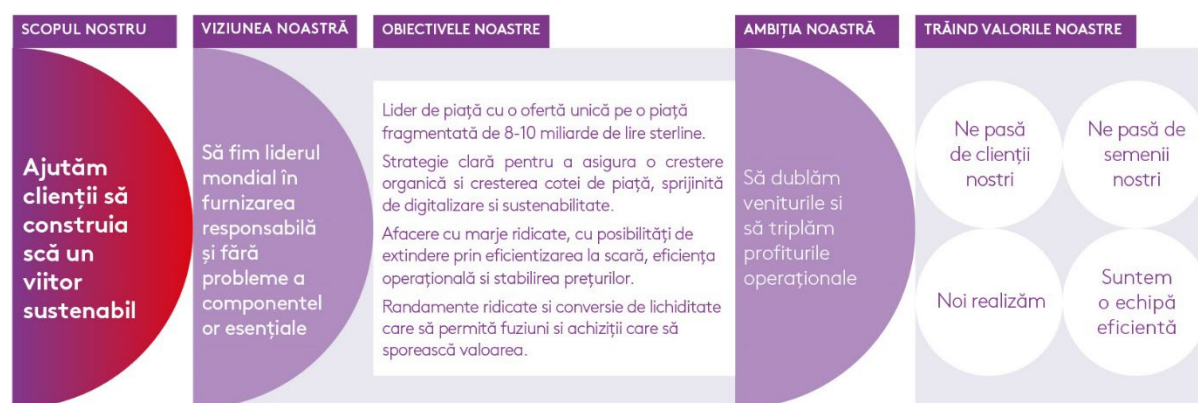 SCOPUL NOSTRU
Ajutăm
clienții să
construia
scă un
viitor
sustenabil
VIZIUNEA NOASTRĂ
Să fim liderul
mondial în
furnizarea
responsabilă
și fără
probleme a
componentel
or esențiale
OBIECTIVELE NOASTRE
Lider de piață cu o ofertă unică pe o piață
fragmentată de 8-10 miliarde de lire sterline.
Strategie clară pentru a asigura o crestere
organică si cresterea cotei de piață, sprijinită
de digitalizare si sustenabilitate.
Afacere cu marje ridicate, cu posibilități de
extindere prin eficientizarea la scară, eficiența
operațională si stabilirea prețurilor.
Randamente ridicate si conversie de lichiditate
care să permită fuziuni si achiziții care să
sporească valoarea.
AMBIȚIA NOASTRĂ
Să dublăm
veniturile si
să triplăm
profiturile
operaționale
TRĂIND VALORILE NOASTRE
Ne pasă
de clienții
nostri
Ne pasă de
semenii
nostri
Noi realizăm
Suntem
o echipă
eficientă